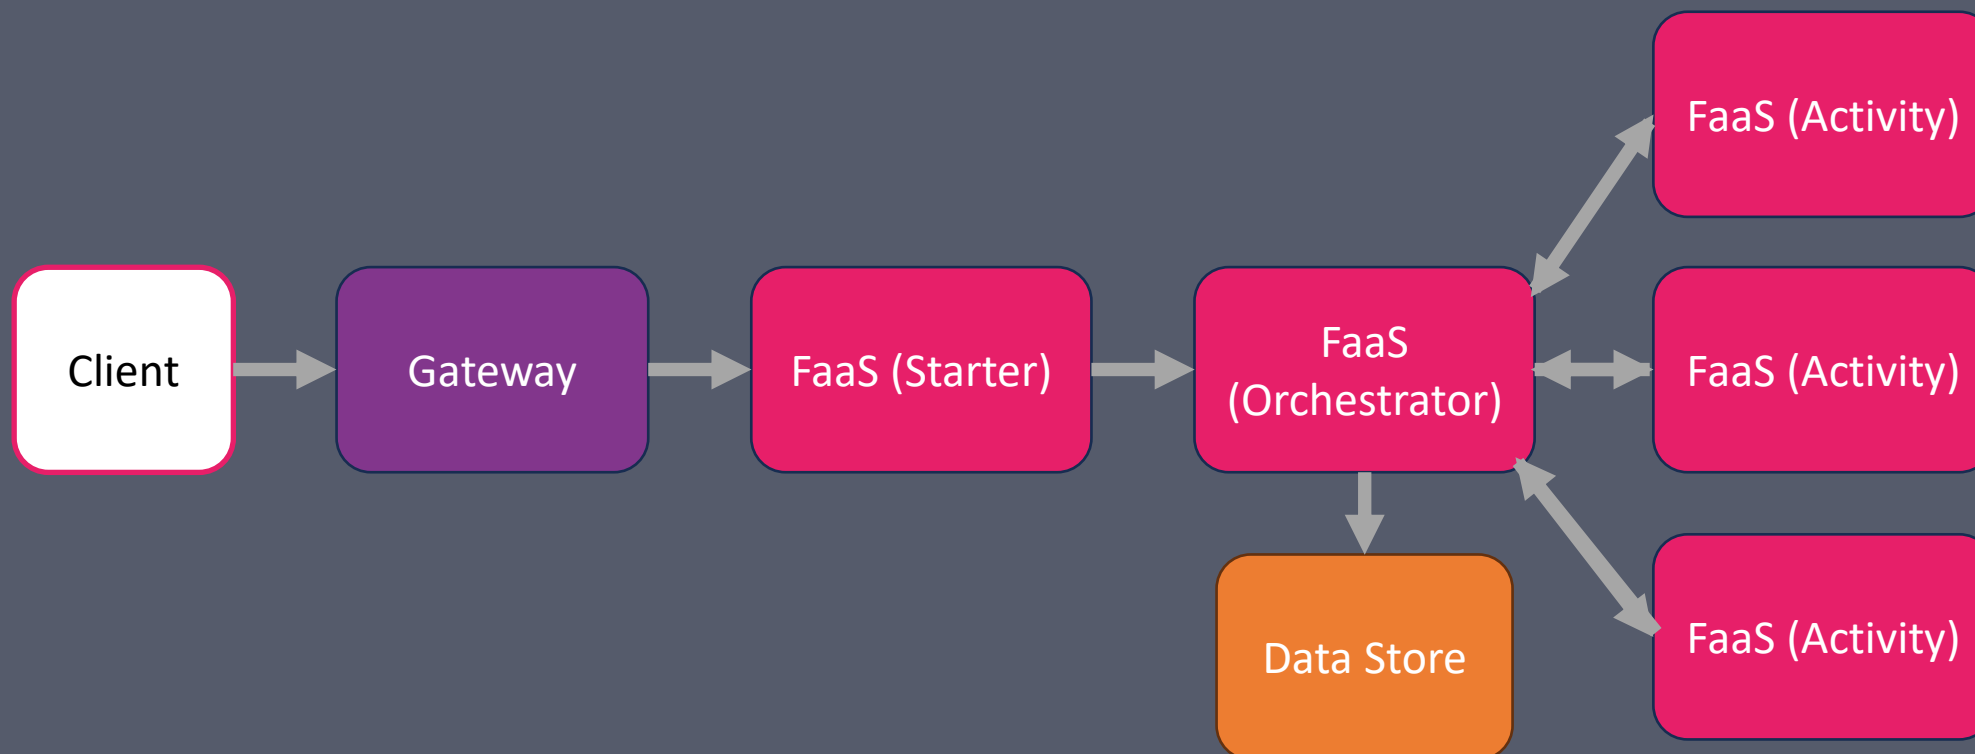 FaaS (Activity)
Client
Gateway
FaaS (Starter)
FaaS
(Orchestrator)
FaaS (Activity)
Data Store
FaaS (Activity)